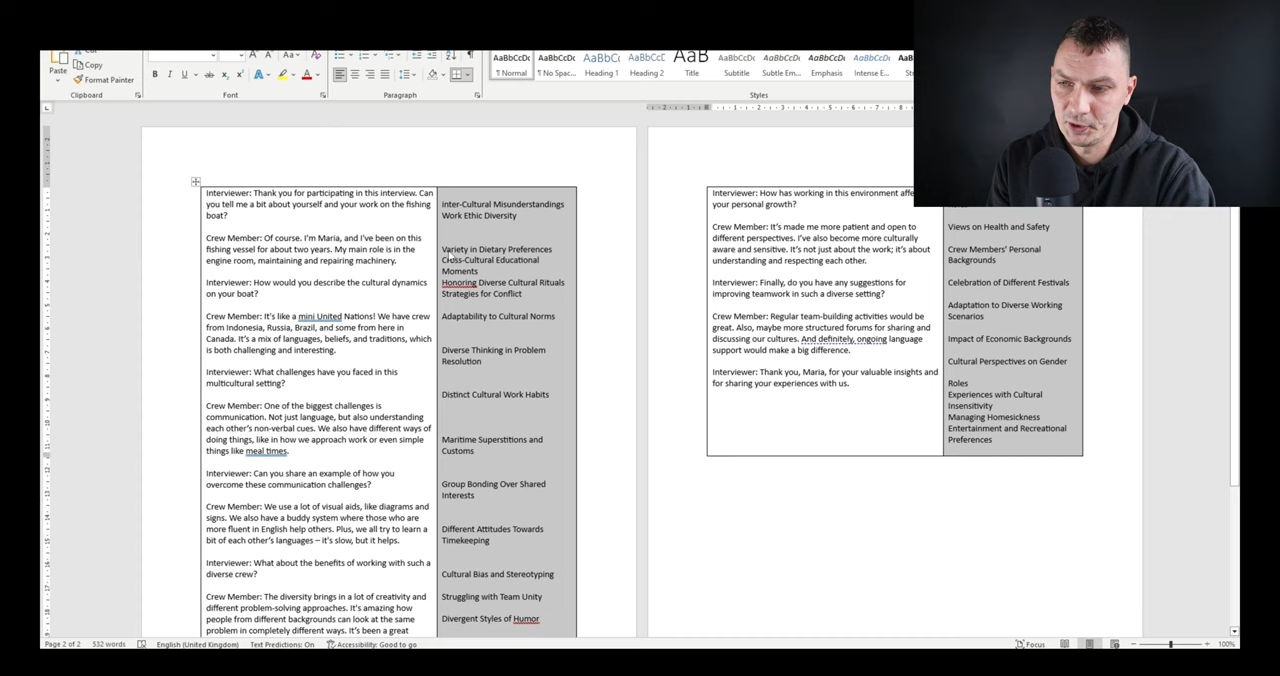 Cut
Copy
Paste
Format Painter
Clipboard
Font
Paragraph
AaBbCcDc
AaBbCcDc
AaBbC
AaBbCcD
AaB
AaBbCcD
AaBbCcDc
AaBbCcDc
AaBbCcDc
¶ Normal
¶ No Spac...
Heading 1
Heading 2
Title
Subtitle
Subtle Em...
Emphasis
Intense E...
Styles
Interviewer: Thank you for participating in this interview. Can
you tell me a bit about yourself and your work on the fishing
boat?
Crew Member: Of course. I'm Maria, and I've been on this
fishing vessel for about two years. My main role is in the
engine room, maintaining and repairing machinery.
Interviewer: How would you describe the cultural dynamics
on your boat?
Crew Member: It's like a mini United Nations! We have crew
from Indonesia, Russia, Brazil, and some from here in
Canada. It's a mix of languages, beliefs, and traditions, which
is both challenging and interesting.
Interviewer: What challenges have you faced in this
multicultural setting?
Crew Member: One of the biggest challenges is
communication. Not just language, but also understanding
each other's non-verbal cues. We also have different ways of
doing things, like in how we approach work or even simple
things like meal times.
Interviewer: Can you share an example of how you
overcome these communication challenges?
Crew Member: We use a lot of visual aids, like diagrams and
signs. We also have a buddy system where those who are
more fluent in English help others. Plus, we all try to learn a
bit of each other's languages – it's slow, but it helps.
Interviewer: What about the benefits of working with such a
diverse crew?
Crew Member: The diversity brings in a lot of creativity and
different problem-solving approaches. It's amazing how
people from different backgrounds can look at the same
problem in completely different ways. It's been a great
Inter-Cultural Misunderstandings
Work Ethic Diversity
Variety in Dietary Preferences
Cross-Cultural Educational
Moments
Honoring Diverse Cultural Rituals
Strategies for Conflict
Adaptability to Cultural Norms
Diverse Thinking in Problem
Resolution
Distinct Cultural Work Habits
Maritime Superstitions and
Customs
Group Bonding Over Shared
Interests
Different Attitudes Towards
Timekeeping
Cultural Bias and Stereotyping
Struggling with Team Unity
Divergent Styles of Humor
Interviewer: How has working in this environment
your personal growth?
Crew Member: It's made me more patient and open to
different perspectives. I've also become more culturally
aware and sensitive. It's not just about the work; it's about
understanding and respecting each other.
Interviewer: Finally, do you have any suggestions for
improving teamwork in such a diverse setting?
Crew Member: Regular team-building activities would be
great. Also, maybe more structured forums for sharing and
discussing our cultures. And definitely, ongoing language
support would make a big difference.
Interviewer: Thank you, Maria, for your valuable insights and
for sharing your experiences with us.
Views on Health and Safety
Crew Members' Personal
Backgrounds
Celebration of Different Festivals
Adaptation to Diverse Working
Scenarios
Impact of Economic Backgrounds
Cultural Perspectives on Gender
Roles
Experiences with Cultural
Insensitivity
Managing Homesickness
Entertainment and Recreational
Preferences
Page 2 of 2
532 words
English (United Kingdom)
Text Predictions: On
Accessibility: Good to go
Focus
100%